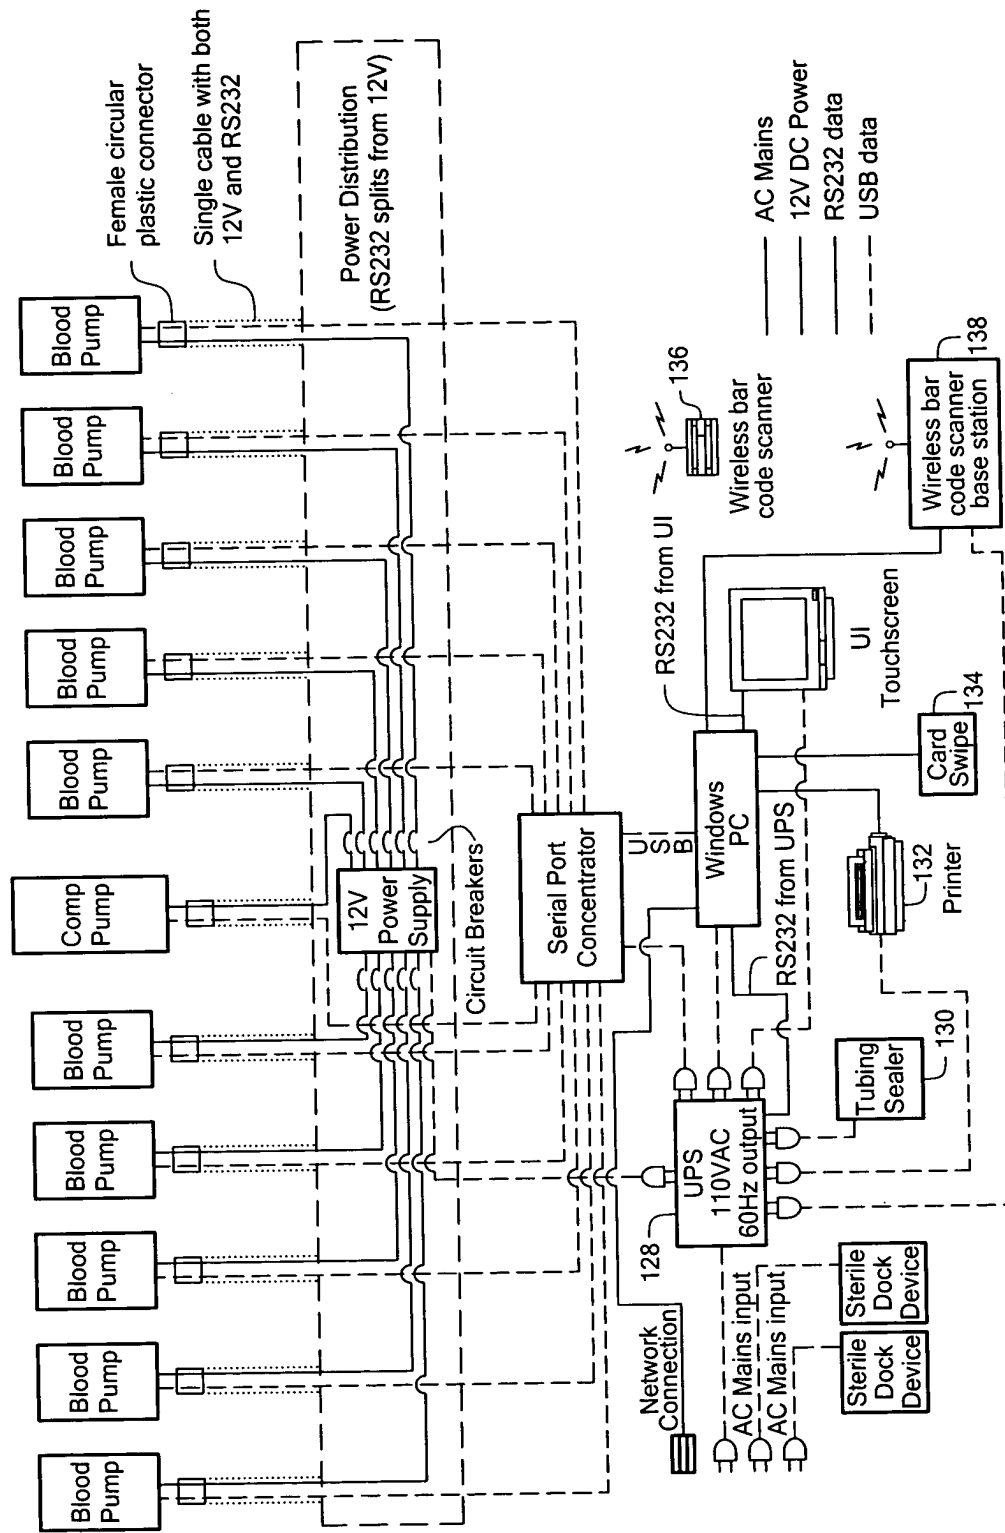 Blood
Pump
Blood
Pump
Blood
Pump
Blood
Pump
Blood
Pump
Comp
Pump
Blood
Pump
Blood
Pump
Blood
Pump
Blood
Pump
Blood
Pump
Female circular
plastic connector
Single cable with both
12V and RS232
Power Distribution
(RS232 splits from 12V)
12V
Power
Supply
Circuit Breakers
Serial Port
Concentrator
U
S
B
Windows
PC
RS232 from UI
RS232 from UPS
UI
Touchscreen
Wireless bar
code scanner
136
AC Mains
12V DC Power
RS232 data
USB data
Wireless bar
code scanner
base station
138
Card
Swipe
134
Printer
132
Tubing
Sealer
130
UPS
110VAC
60Hz output
128
Network
Connection
AC Mains input
AC Mains input
Sterile
Dock
Device
Sterile
Dock
Device